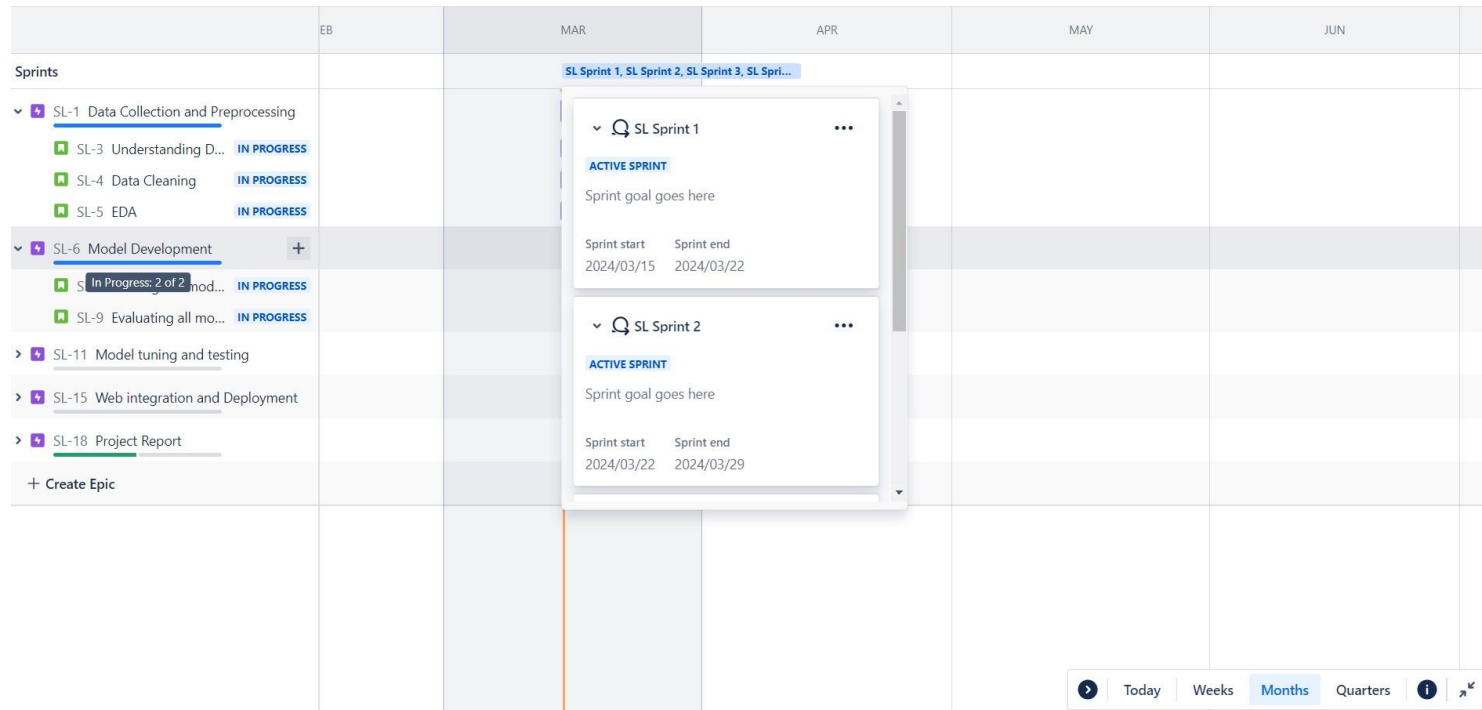 EB MAR APR MAY JUN
Sprints SL Sprint 1, SL Sprint 2, SL Sprint 3, SL Spri...
SL-1 Data Collection and Preprocessing
SL Sprint 1
SL-3 Understanding D... IN PROGRESS
ACTIVE SPRINT
SL-4 Data Cleaning IN PROGRESS
Sprint goal goes here
SL-5 EDA IN PROGRESS
Sprint start Sprint end
SL-6 Model Development +
2024/03/15 2024/03/22
In Progress: 2 of 2
mod... IN PROGRESS
SL-9 Evaluating all mo... IN PROGRESS
SL Sprint 2
SL-11 Model tuning and testing
ACTIVE SPRINT
Sprint goal goes here
SL-15 Web integration and Deployment
SL-18 Project Report
Sprint start Sprint end
2024/03/22 2024/03/29
+ Create Epic
Today Weeks Months Quarters